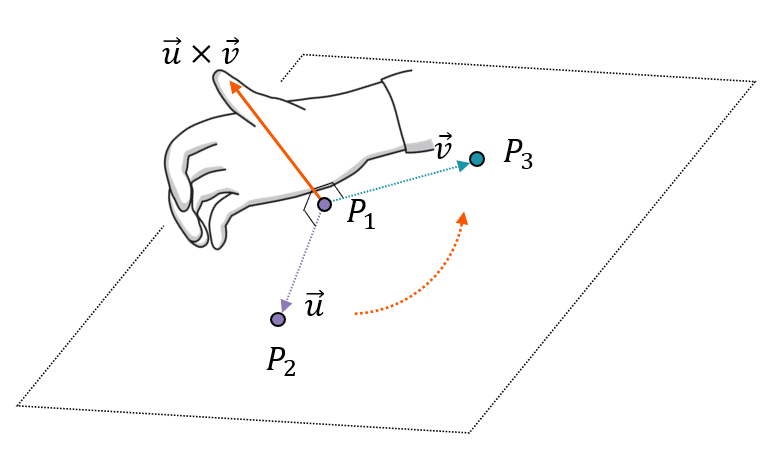 u⃗ × v⃗
v⃗
P₃
P₁
u⃗
P₂